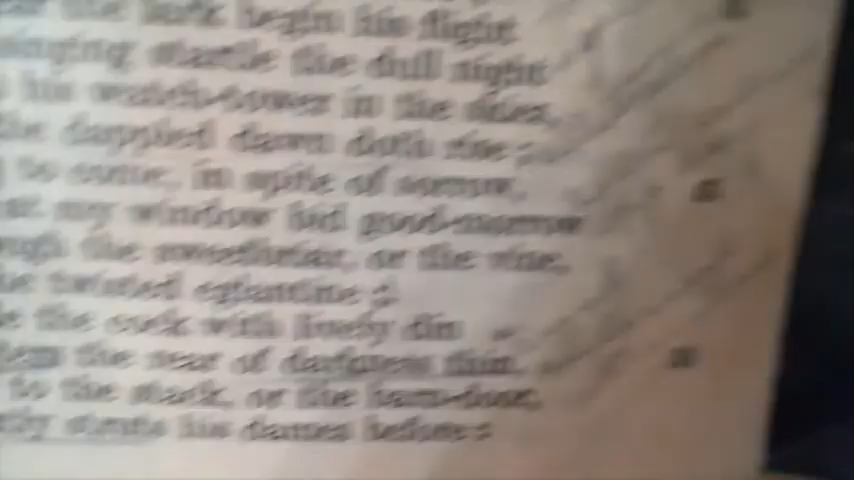 the lark begin his flight
singing startle the dull night
his watch-tower in the skies,
the dappled dawn doth rise;
to come, in spite of sorrow,
at my window bid good-morrow
the sweetbriar, or the vine,
the twisted eglantine;
the cock with lively din
the rear of darkness thin,
to the stack, or the barn-door,
struts his dames before: